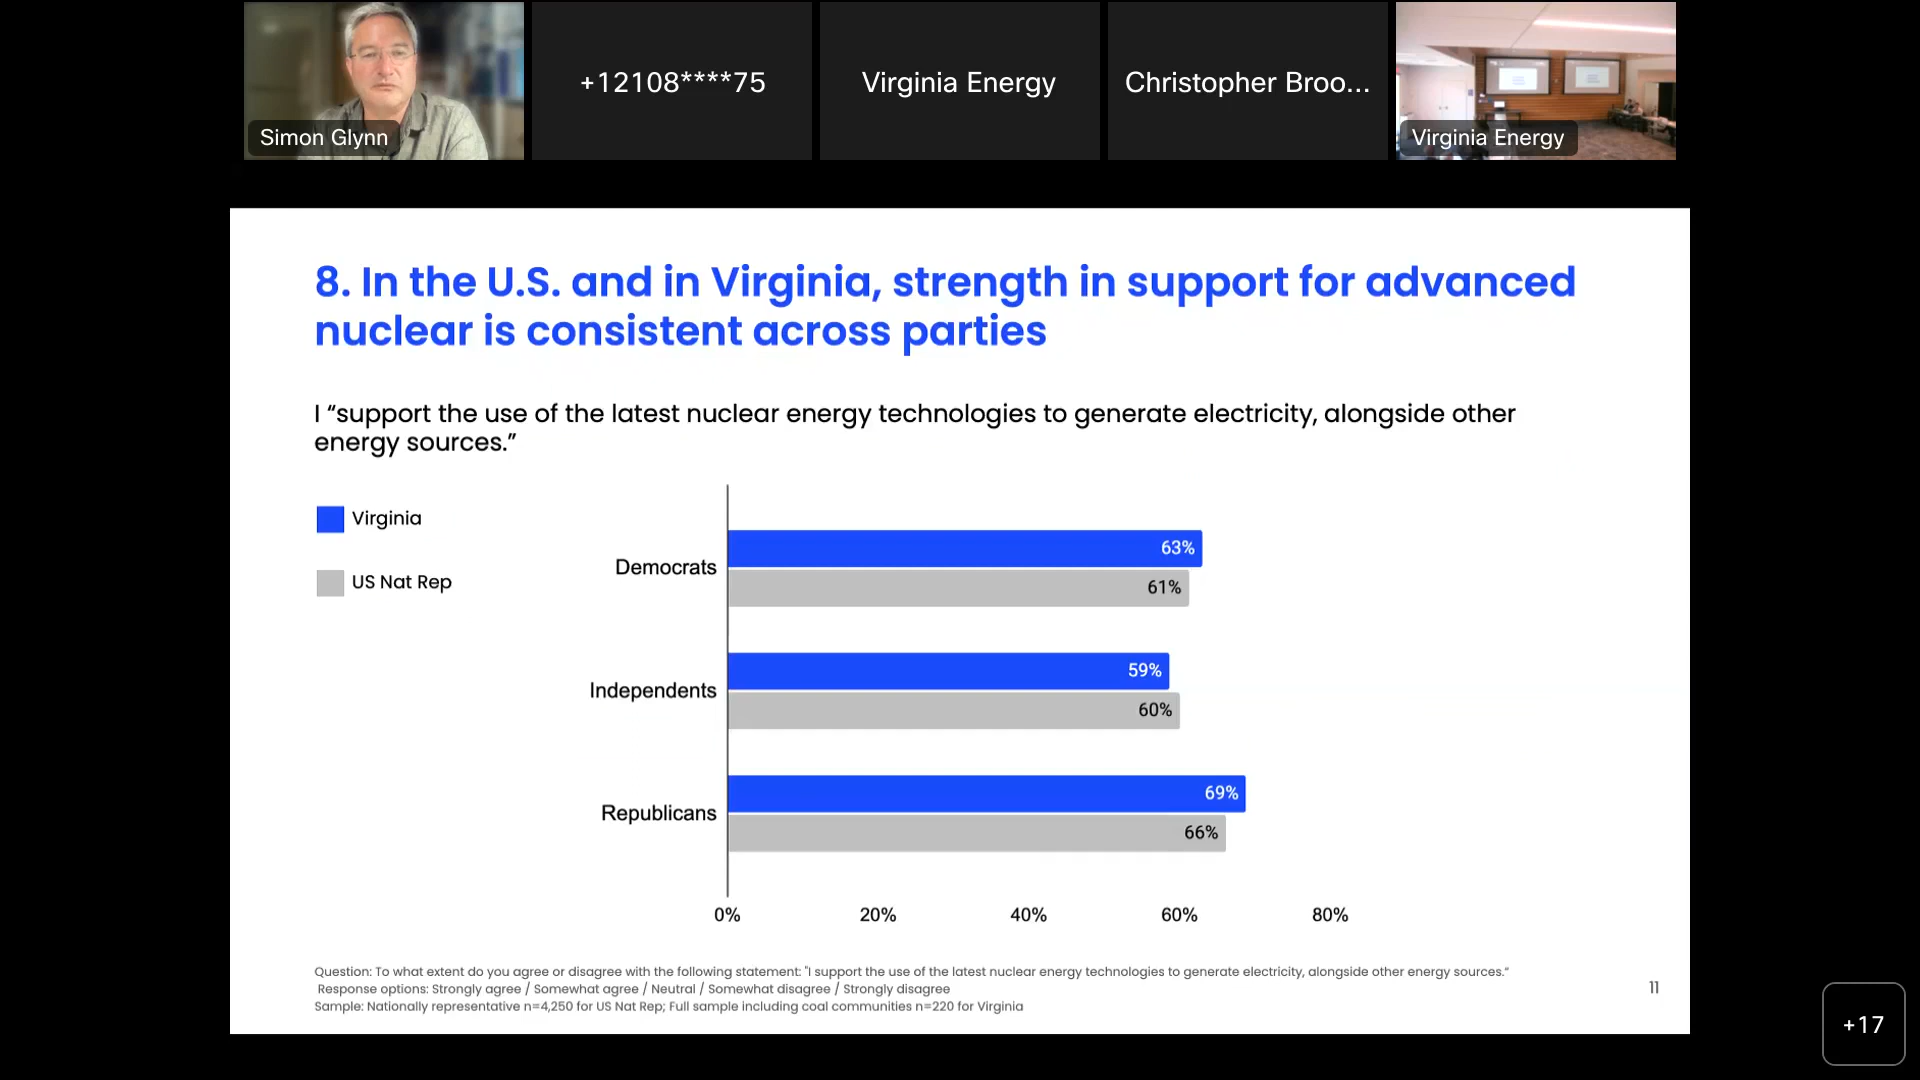 Simon Glynn
+12108****75
Virginia Energy
Christopher Broo...
Virginia Energy
8. In the U.S. and in Virginia, strength in support for advanced
nuclear is consistent across parties
I “support the use of the latest nuclear energy technologies to generate electricity, alongside other
energy sources.”
Virginia
US Nat Rep
Democrats
63%
61%
Independents
59%
60%
Republicans
69%
66%
0% 20% 40% 60% 80%
Question: To what extent do you agree or disagree with the following statement: "I support the use of the latest nuclear energy technologies to generate electricity, alongside other energy sources."
Response options: Strongly agree / Somewhat agree / Neutral / Somewhat disagree / Strongly disagree
Sample: Nationally representative n=4,250 for US Nat Rep; Full sample including coal communities n=220 for Virginia
11
+17